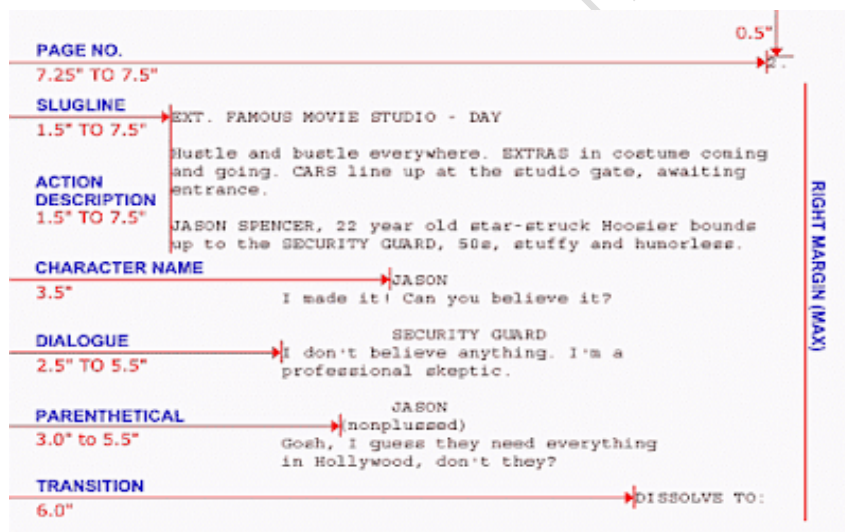 0.5"
PAGE NO.
7.25" TO 7.5"
2.
SLUGLINE
1.5" TO 7.5"
EXT. FAMOUS MOVIE STUDIO - DAY
Hustle and bustle everywhere. EXTRAS in costume coming
and going. CARS line up at the studio gate, awaiting
entrance.
ACTION
DESCRIPTION
1.5" TO 7.5"
JASON SPENCER, 22 year old star-struck Hoosier bounds
up to the SECURITY GUARD, 50s, stuffy and humorless.
RIGHT MARGIN (MAX)
CHARACTER NAME
3.5"
JASON
I made it! Can you believe it?
DIALOGUE
2.5" TO 5.5"
SECURITY GUARD
I don't believe anything. I'm a
professional skeptic.
PARENTHETICAL
3.0" to 5.5"
JASON
(nonplussed)
Gosh, I guess they need everything
in Hollywood, don't they?
TRANSITION
6.0"
DISSOLVE TO: